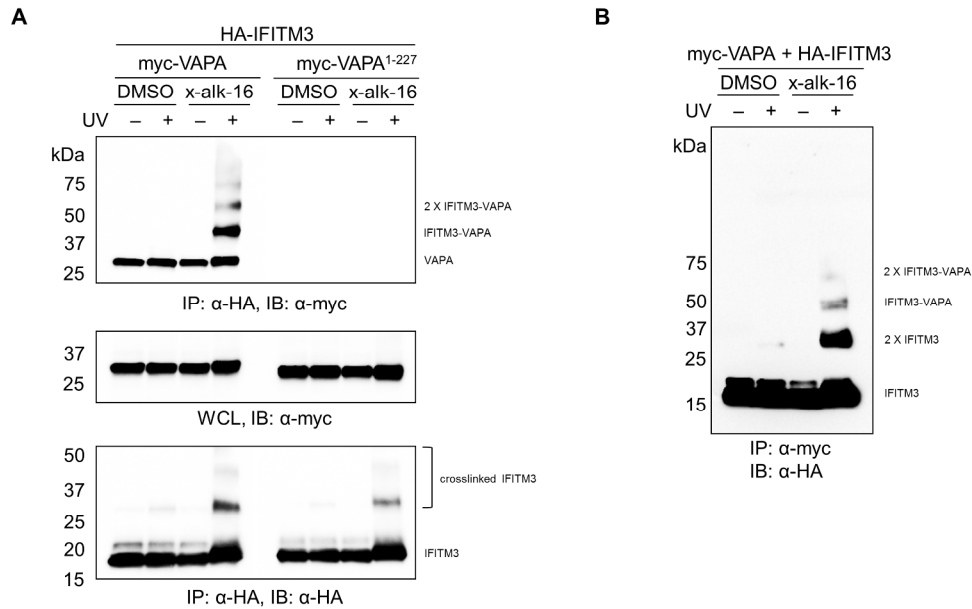 A
HA-IFITM3
myc-VAPA myc-VAPA1-227
DMSO x-alk-16 DMSO x-alk-16
UV – + – + – + – +
kDa
75
50
37
25
2 X IFITM3-VAPA
IFITM3-VAPA
VAPA
IP: α-HA, IB: α-myc
37
25
WCL, IB: α-myc
50
37
25
20
15
crosslinked IFITM3
IFITM3
IP: α-HA, IB: α-HA
B
myc-VAPA + HA-IFITM3
DMSO x-alk-16
– + – +
kDa
75
50
37
25
15
2 X IFITM3-VAPA
IFITM3-VAPA
2 X IFITM3
IFITM3
IP: α-myc
IB: α-HA